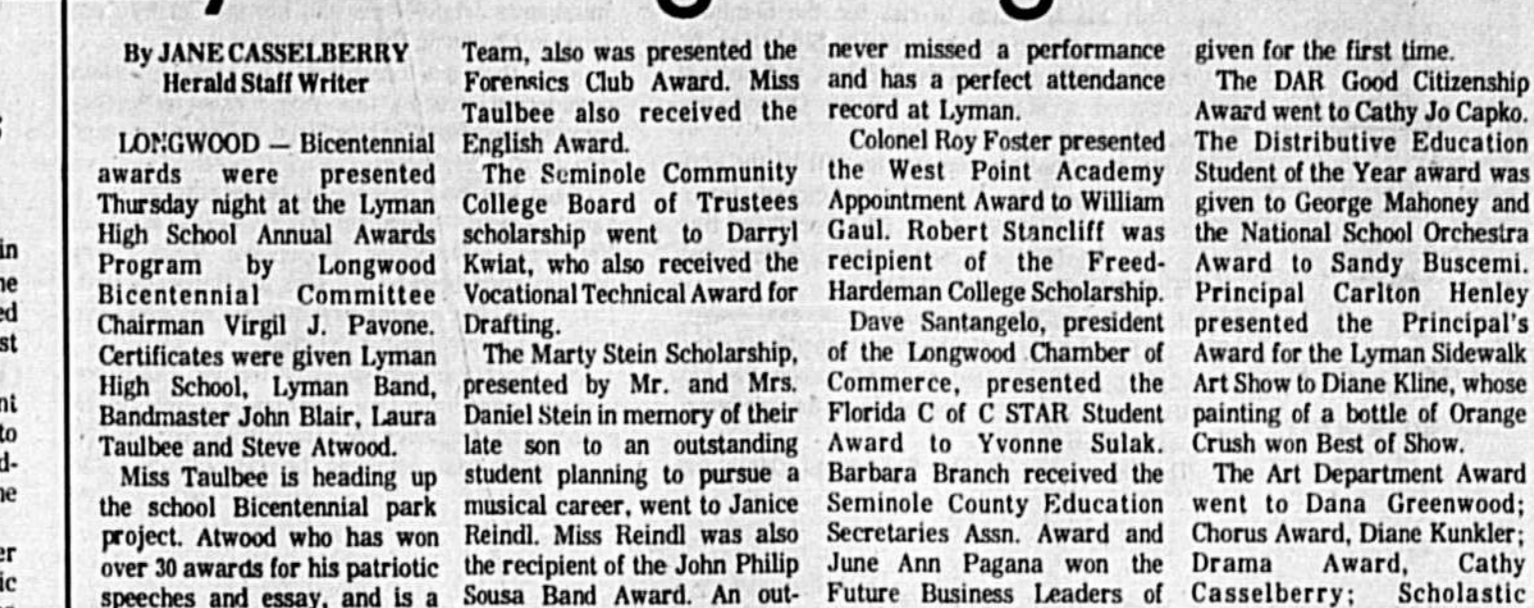 By JANE CASSELBERRY
Herald Staff Writer
LONGWOOD — Bicentennial
awards were presented
Thursday night at the Lyman
High School Annual Awards
Program by Longwood
Bicentennial Committee
Chairman Virgil J. Pavone.
Certificates were given Lyman
High School, Lyman Band,
Bandmaster John Blair, Laura
Taulbee and Steve Atwood.
Miss Taulbee is heading up
the school Bicentennial park
project. Atwood who has won
over 30 awards for his patriotic
speeches and essay, and is a
Team, also was presented the
Forensics Club Award. Miss
Taulbee also received the
English Award.
The Seminole Community
College Board of Trustees
scholarship went to Darryl
Kwiat, who also received the
Vocational Technical Award for
Drafting.
The Marty Stein Scholarship,
presented by Mr. and Mrs.
Daniel Stein in memory of their
late son to an outstanding
student planning to pursue a
musical career, went to Janice
Reindl. Miss Reindl was also
the recipient of the John Philip
Sousa Band Award. An out-
never missed a performance
and has a perfect attendance
record at Lyman.
Colonel Roy Foster presented
the West Point Academy
Appointment Award to William
Gaul. Robert Stancliff was
recipient of the Freed-
Hardeman College Scholarship.
Dave Santangelo, president
of the Longwood Chamber of
Commerce, presented the
Florida C of C STAR Student
Award to Yvonne Sulak.
Barbara Branch received the
Seminole County Education
Secretaries Assn. Award and
June Ann Pagana won the
Future Business Leaders of
given for the first time.
The DAR Good Citizenship
Award went to Cathy Jo Capko.
The Distributive Education
Student of the Year award was
given to George Mahoney and
the National School Orchestra
Award to Sandy Buscemi.
Principal Carlton Henley
presented the Principal's
Award for the Lyman Sidewalk
Art Show to Diane Kline, whose
painting of a bottle of Orange
Crush won Best of Show.
The Art Department Award
went to Dana Greenwood;
Chorus Award, Diane Kunkler;
Drama Award, Cathy
Casselberry; Scholastic